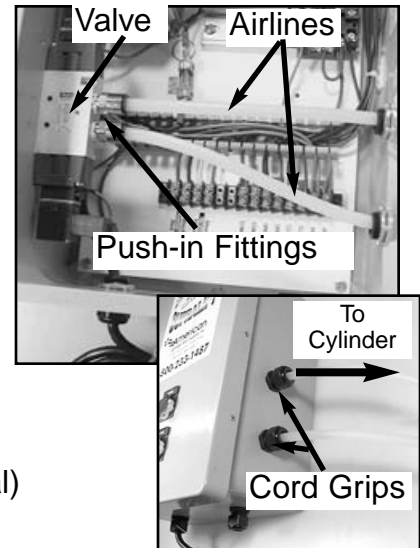 Valve
Airlines
Push-in Fittings
To
Cylinder
Cord Grips